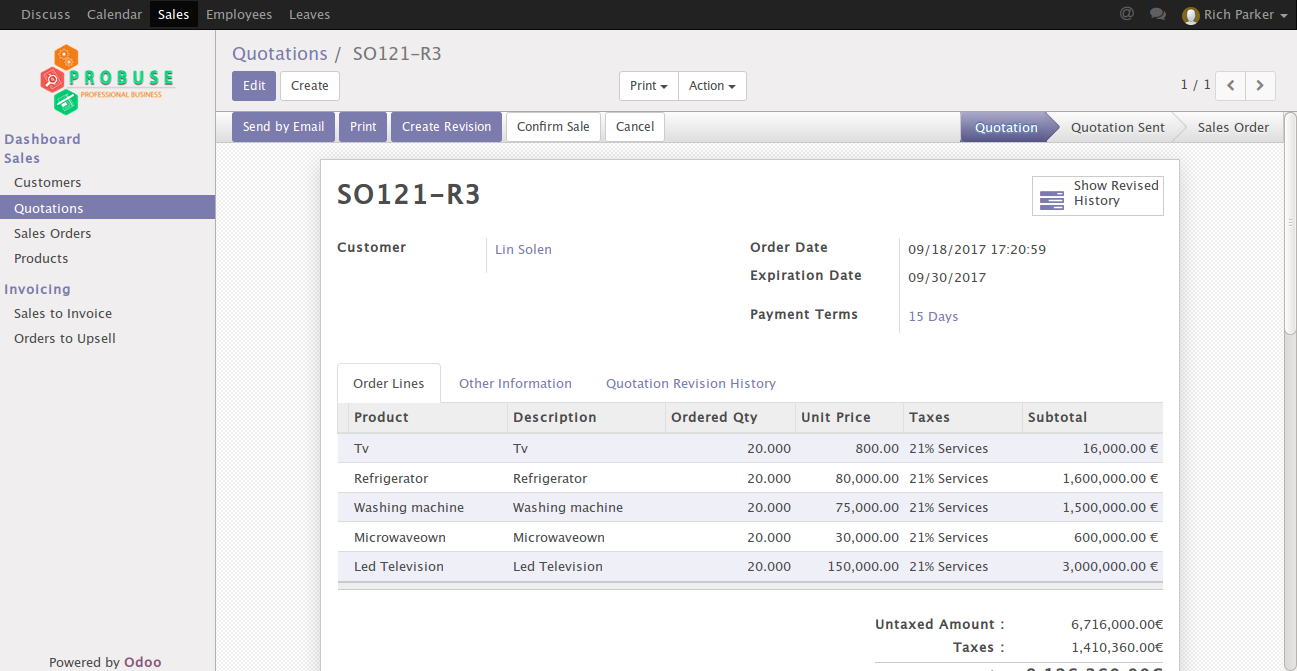 Discuss Calendar Sales Employees Leaves @ Rich Parker
PROBUSE
PROFESSIONAL BUSINESS
Dashboard
Sales
Customers
Quotations
Sales Orders
Products
Invoicing
Sales to Invoice
Orders to Upsell
Powered by Odoo
Quotations / SO121-R3
Edit Create Print Action 1 / 1
Send by Email Print Create Revision Confirm Sale Cancel Quotation Quotation Sent Sales Order
SO121-R3
Show Revised
History
Customer Lin Solen
Order Date 09/18/2017 17:20:59
Expiration Date 09/30/2017
Payment Terms 15 Days
Order Lines Other Information Quotation Revision History
Product Description Ordered Qty Unit Price Taxes Subtotal
Tv Tv 20.000 800.00 21% Services 16,000.00 €
Refrigerator Refrigerator 20.000 80,000.00 21% Services 1,600,000.00 €
Washing machine Washing machine 20.000 75,000.00 21% Services 1,500,000.00 €
Microwaveown Microwaveown 20.000 30,000.00 21% Services 600,000.00 €
Led Television Led Television 20.000 150,000.00 21% Services 3,000,000.00 €
Untaxed Amount : 6,716,000.00€
Taxes : 1,410,360.00€